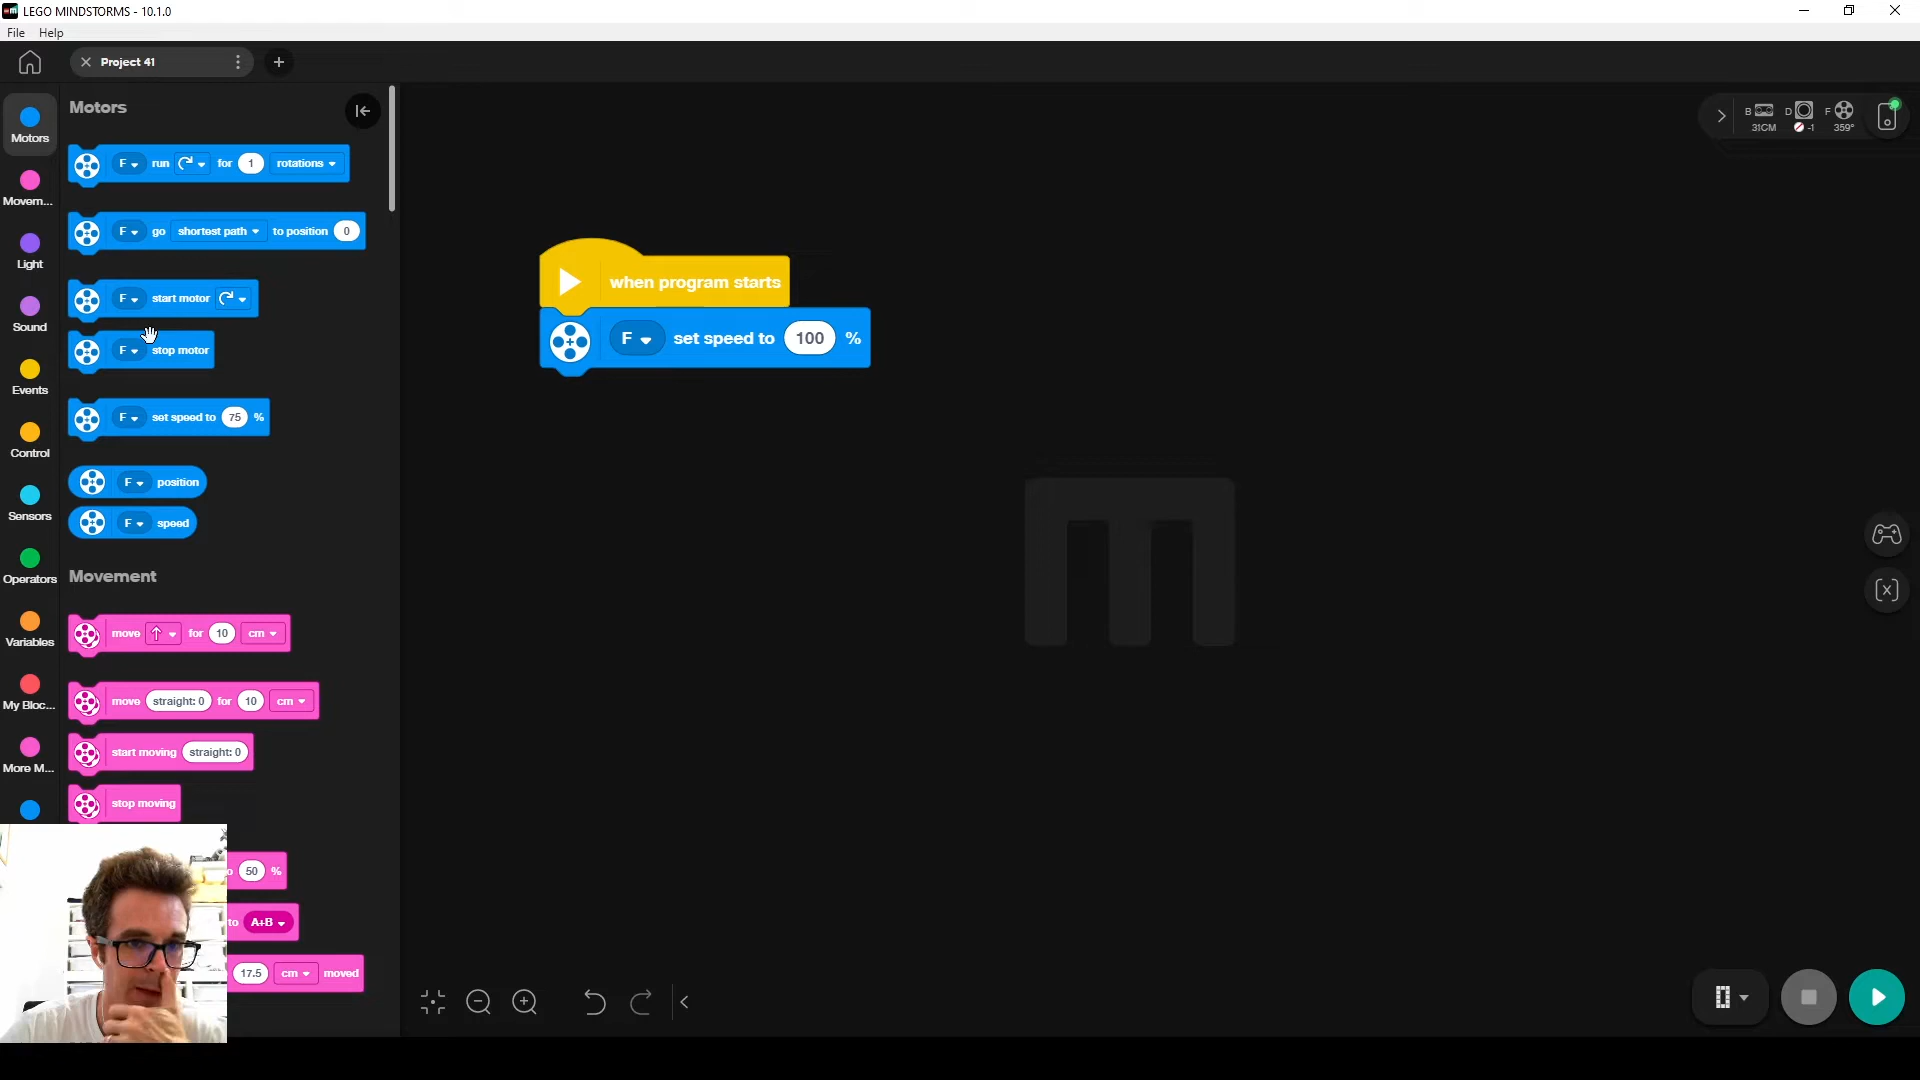 LEGO MINDSTORMS - 10.1.0
File Help
Project 41
Motors
Movem...
Light
Sound
Events
Control
Sensors
Operators
Variables
My Bloc...
More M...
Motors
F run for 1 rotations
F go shortest path to position 0
F start motor
F stop motor
F set speed to 75 %
F position
F speed
Movement
move for 10 cm
move straight: 0 for 10 cm
start moving straight: 0
stop moving
50 %
to A+B
17.5 cm moved
when program starts
F set speed to 100 %
B D F
31CM -1 359°